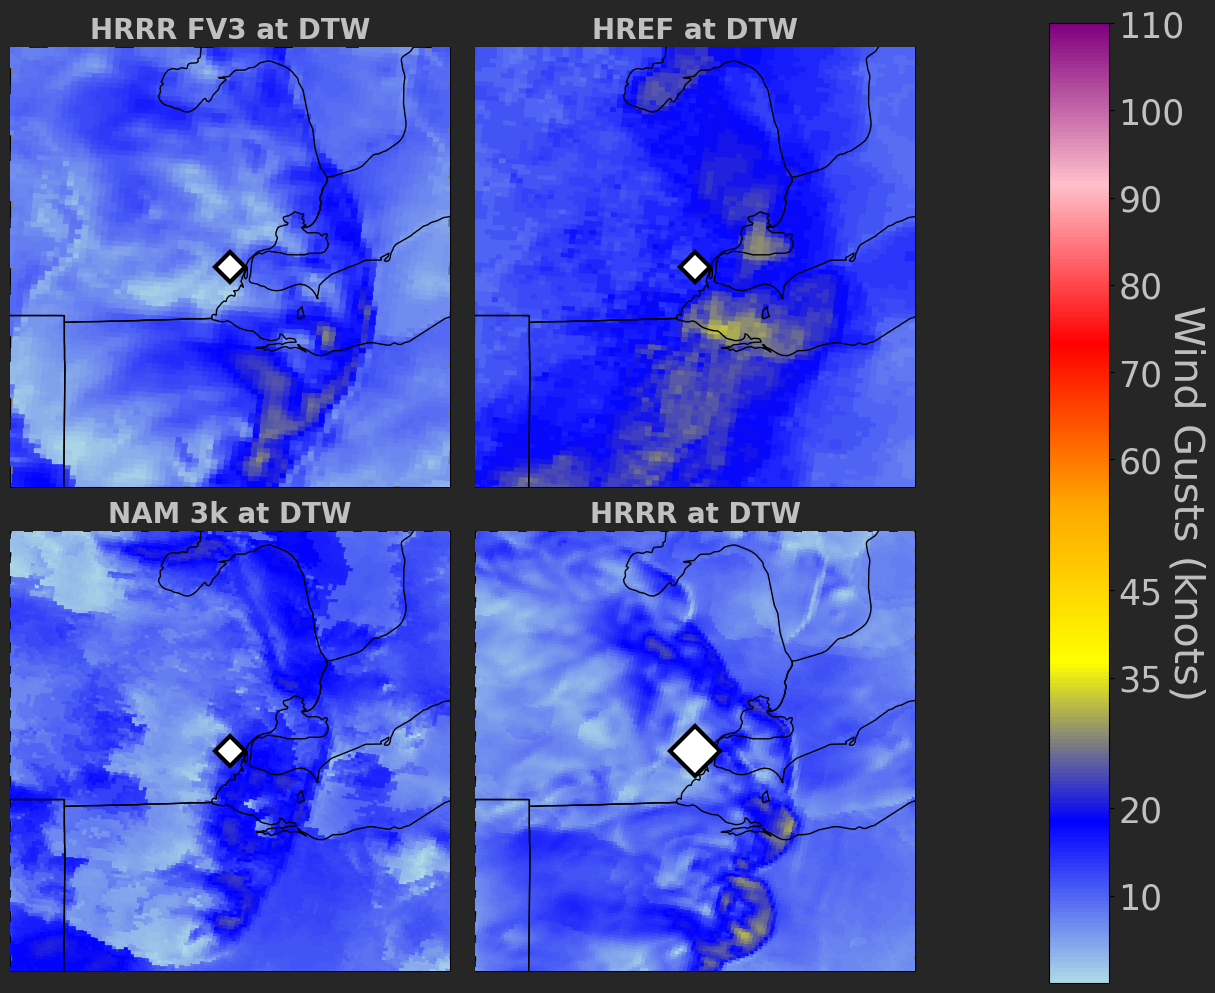 HRRR FV3 at DTW
HREF at DTW
NAM 3k at DTW
HRRR at DTW
110
100
90
80
70
60
45
35
20
10
Wind Gusts (knots)